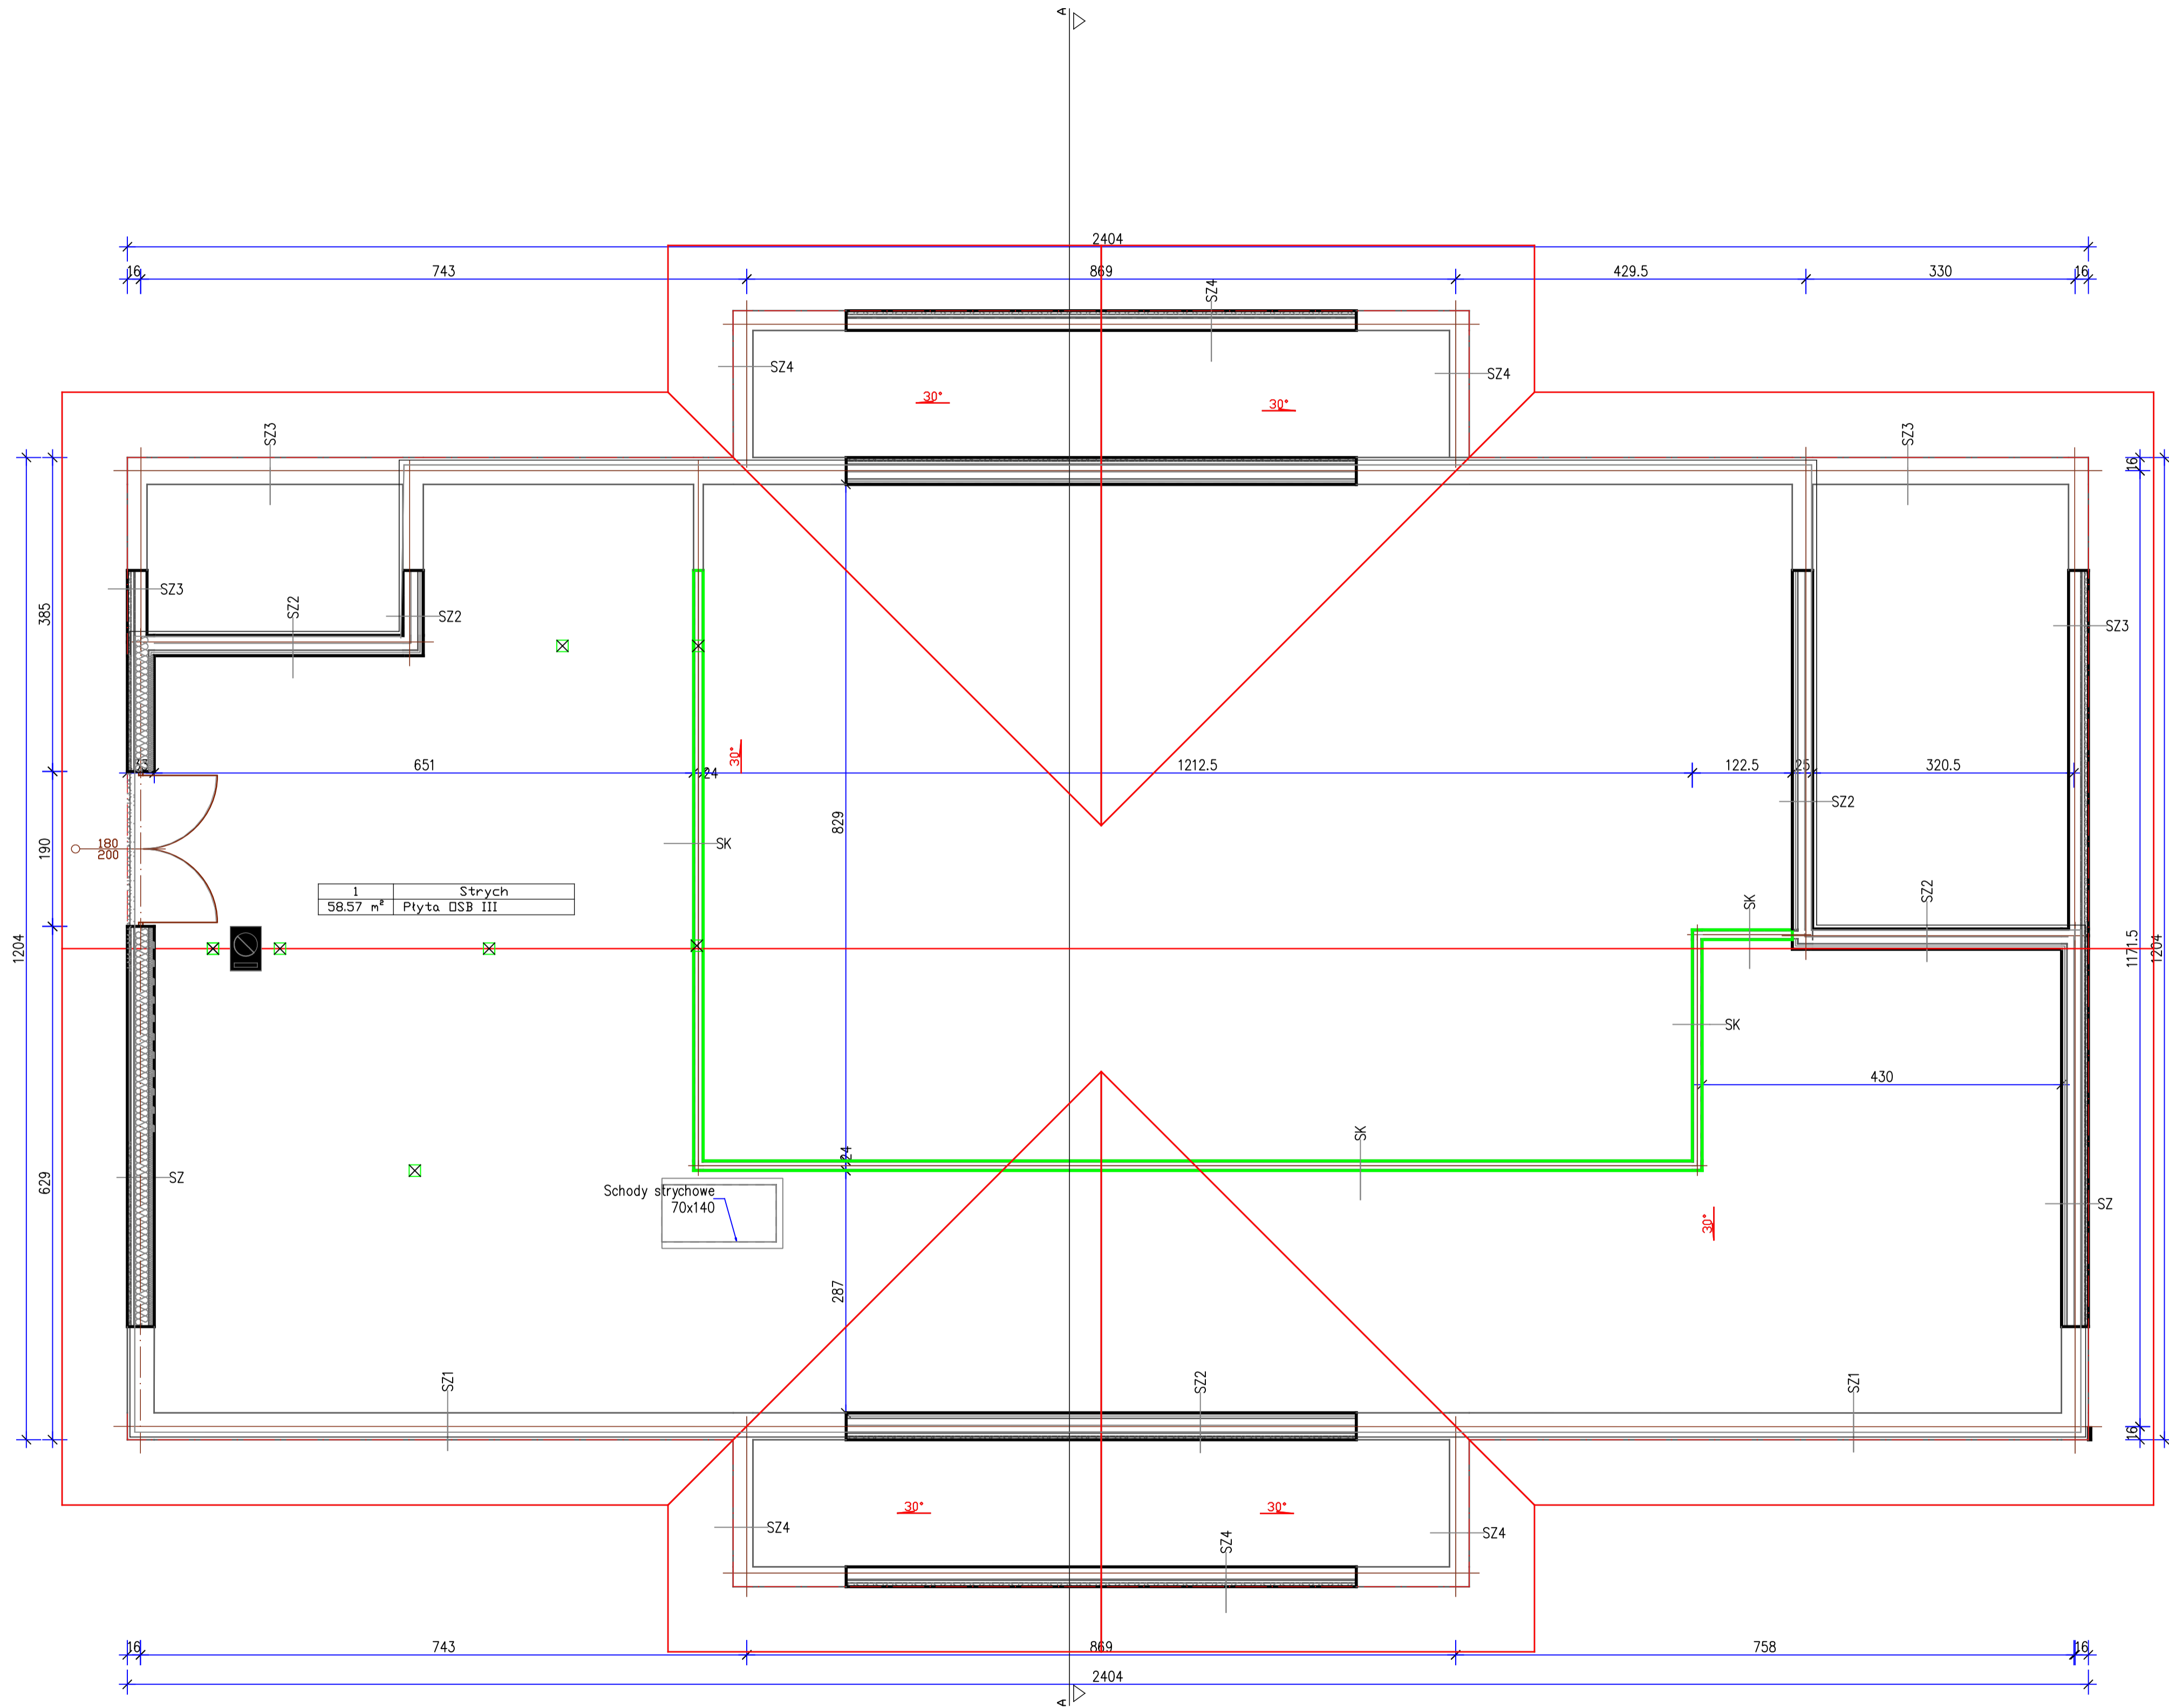 A
2404
16 743 869 429.5 330 16
SZ4
SZ4 SZ4
30° 30°
SZ3 SZ3
16
SZ3 SZ2 SZ2 SZ3
385
30°
651 24 1212.5 122.5 25 320.5
SZ2
829
SK
190
180
200
1 Strych
58.57 m² Płyta OSB III
SK SZ2
1204 1171.5 1204
SK
430
24 SK
629
SZ SZ
Schody strychowe
70x140
30°
287
SZ1 SZ2 SZ1
16
30° 30°
SZ4 SZ4 SZ4
16 743 869 758 16
2404
A